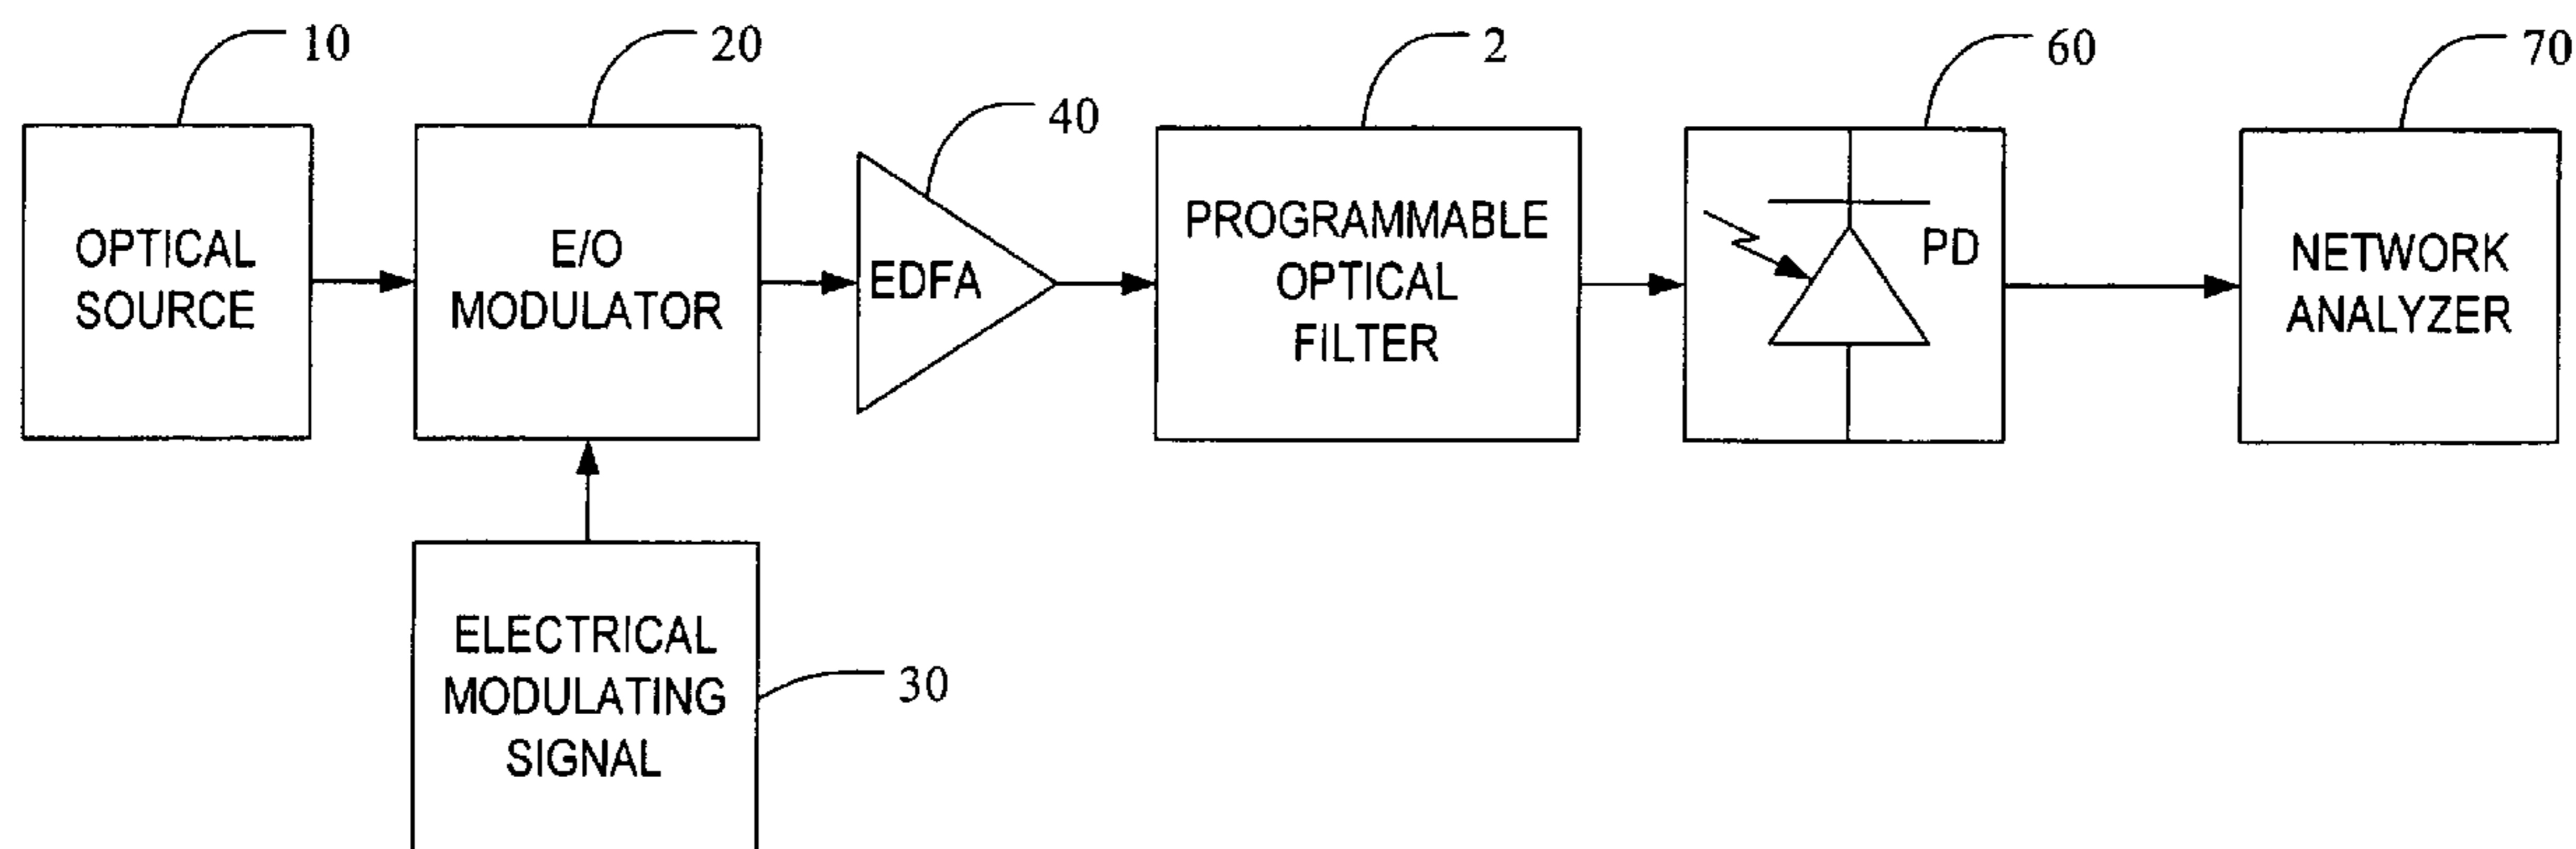 10
20
40
2
60
70
OPTICAL
SOURCE
E/O
MODULATOR
EDFA
PROGRAMMABLE
OPTICAL
FILTER
PD
NETWORK
ANALYZER
ELECTRICAL
MODULATING
SIGNAL
30